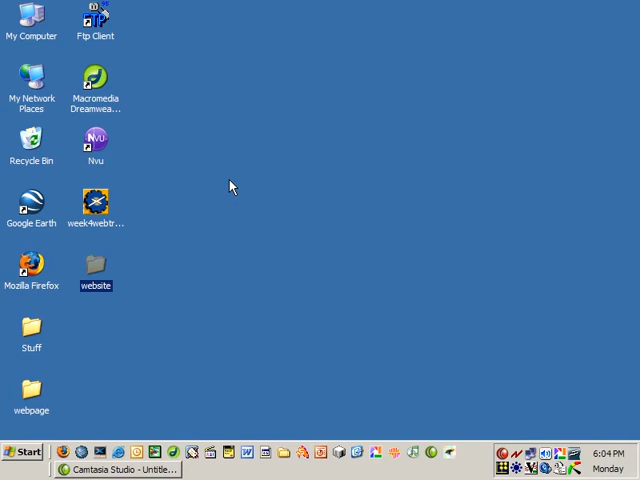 My Computer
Ftp Client
My Network
Places
Macromedia
Dreamwea...
Recycle Bin
Nvu
Google Earth
week4webtr...
Mozilla Firefox
website
Stuff
webpage
Start
Camtasia Studio - Untitle...
6:04 PM
Monday